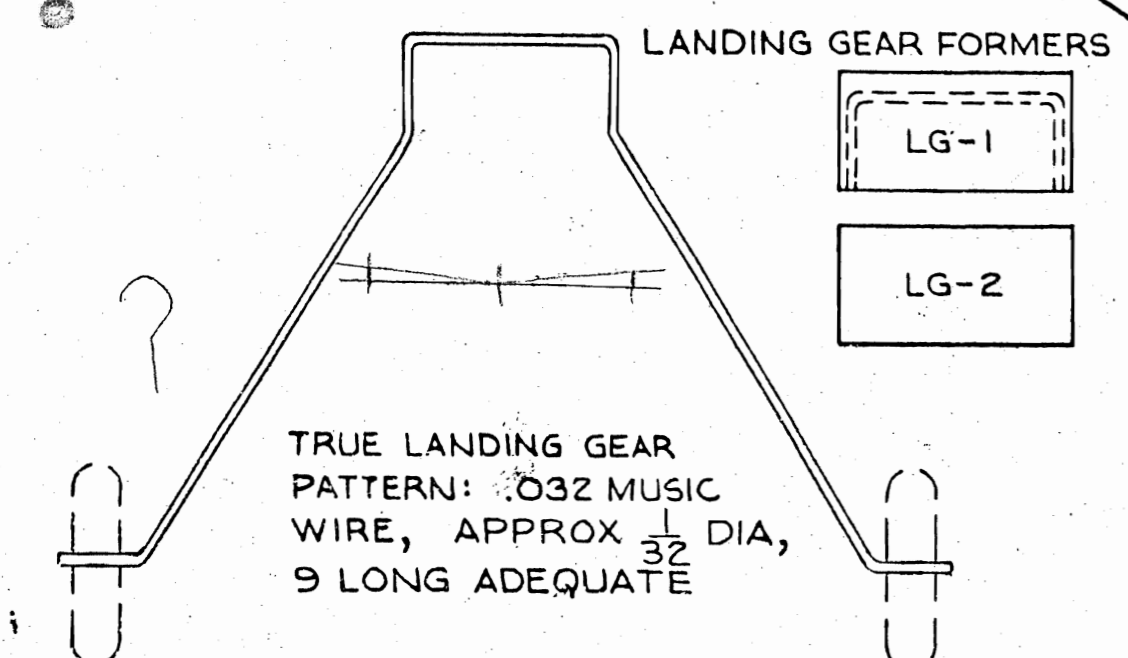 LANDING GEAR FORMERS
LG-1
LG-2
TRUE LANDING GEAR
PATTERN: .032 MUSIC
WIRE, APPROX 1/32 DIA,
9 LONG ADEQUATE